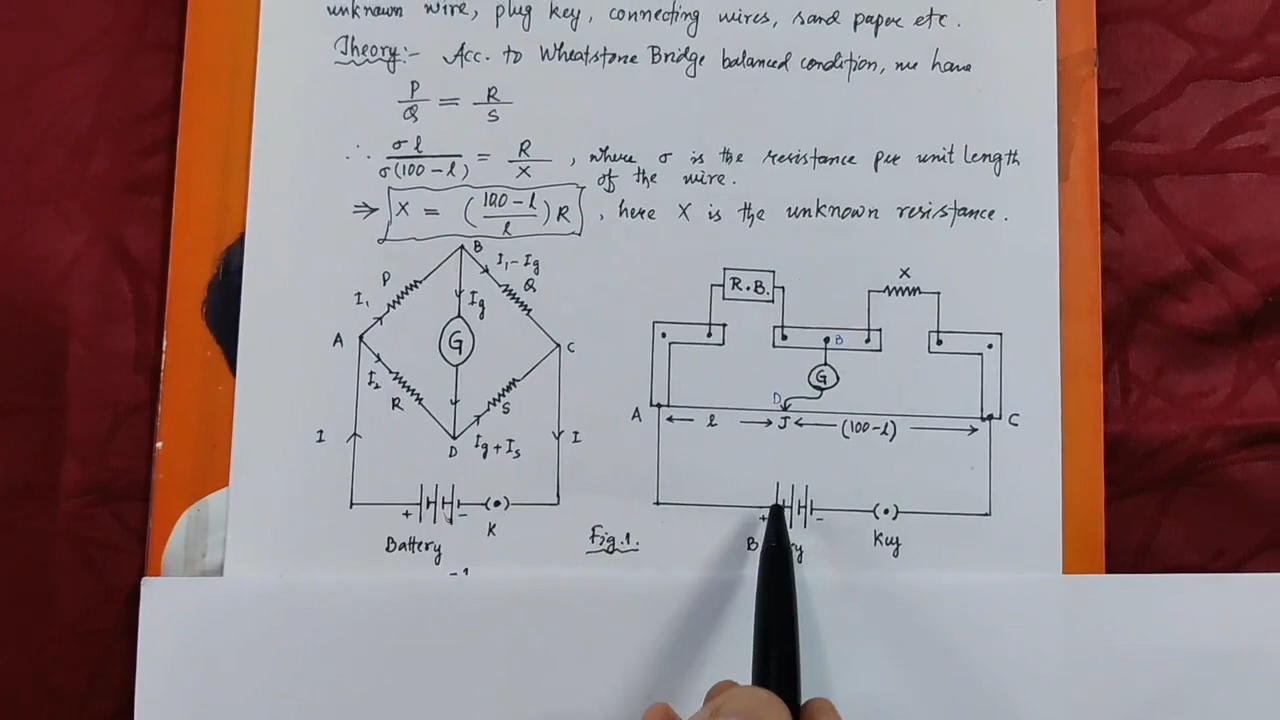 unknown wire, plug key, connecting wires, sand paper etc.
Theory:- Acc. to Wheatstone Bridge balanced condition, we have
P/Q = R/S
∴ σl/σ(100-l) = R/X, where σ is the resistance per unit length
of the wire.
⇒ X = (100-l/l)R, here X is the unknown resistance.
B
I₁-Ig
P
Q
I₁
Ig
A
G
C
I₂
R
S
D
Ig+Is
I
I
+
-
K
Battery
R.B.
X
B
G
D
A
l
J
(100-l)
C
+
-
Key
Fig.1.